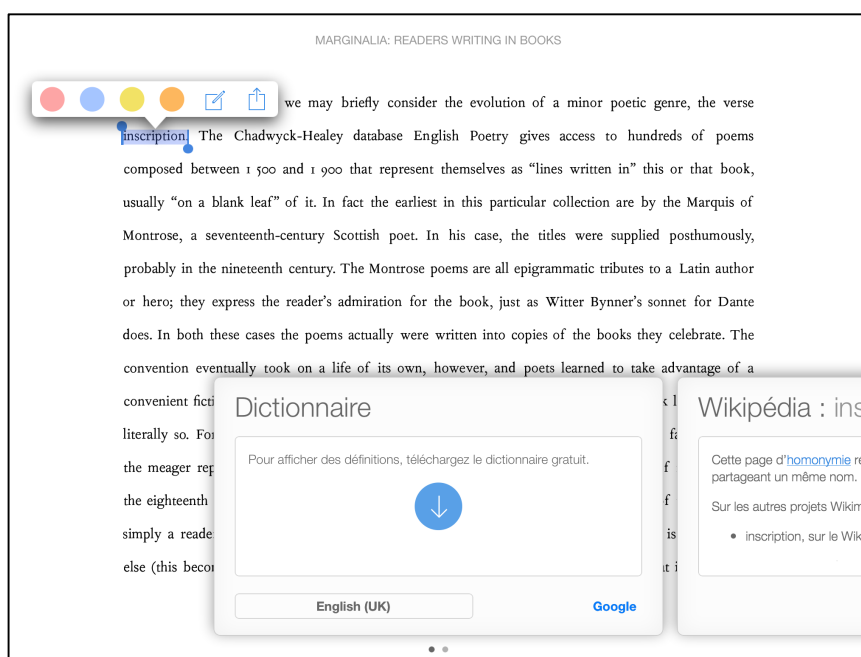 MARGINALIA: READERS WRITING IN BOOKS
we may briefly consider the evolution of a minor poetic genre, the verse
inscription. The Chadwyck-Healey database English Poetry gives access to hundreds of poems
composed between 1 500 and 1 900 that represent themselves as “lines written in” this or that book,
usually “on a blank leaf” of it. In fact the earliest in this particular collection are by the Marquis of
Montrose, a seventeenth-century Scottish poet. In his case, the titles were supplied posthumously,
probably in the nineteenth century. The Montrose poems are all epigrammatic tributes to a Latin author
or hero; they express the reader’s admiration for the book, just as Witter Bynner’s sonnet for Dante
does. In both these cases the poems actually were written into copies of the books they celebrate. The
convention eventually took on a life of its own, however, and poets learned to take advantage of a
convenient
literally so.
the meager
the eighteenth
simply a
else (this
Dictionnaire
Pour afficher des définitions, téléchargez le dictionnaire gratuit.
English (UK)
Google
Wikipédia :
Cette page d’homonymie
partageant un même nom.
Sur les autres projets
inscription, sur le